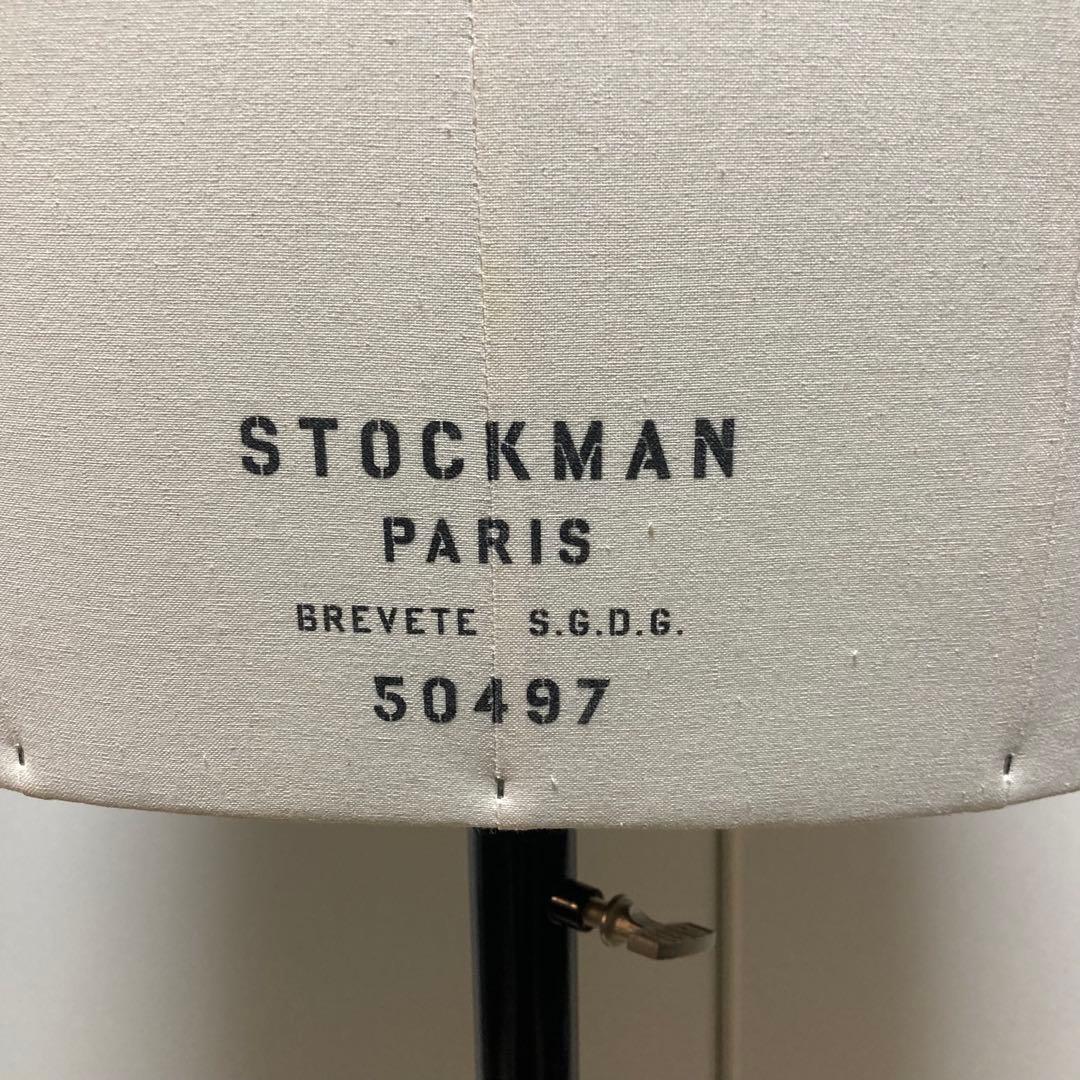 STOCKMAN
PARIS
BREVETE S.G.D.G.
50497